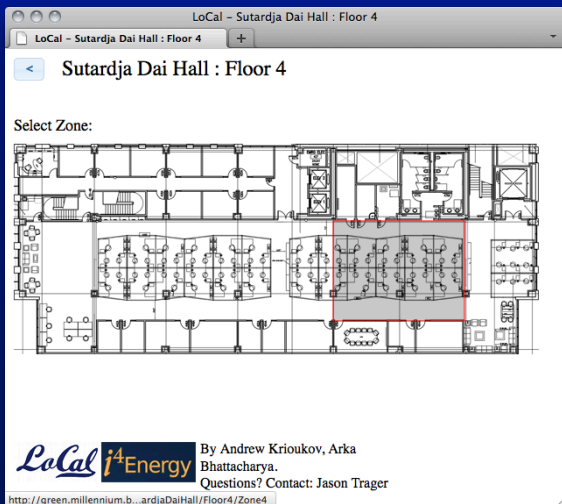 LoCal – Sutardja Dai Hall : Floor 4
LoCal – Sutardja Dai Hall : Floor 4
+
<
Sutardja Dai Hall : Floor 4
Select Zone:
LoCal
i4Energy
By Andrew Krioukov, Arka
Bhattacharya.
Questions? Contact: Jason Trager
http://green.millennium.b...ardjaDaiHall/Floor4/Zone4